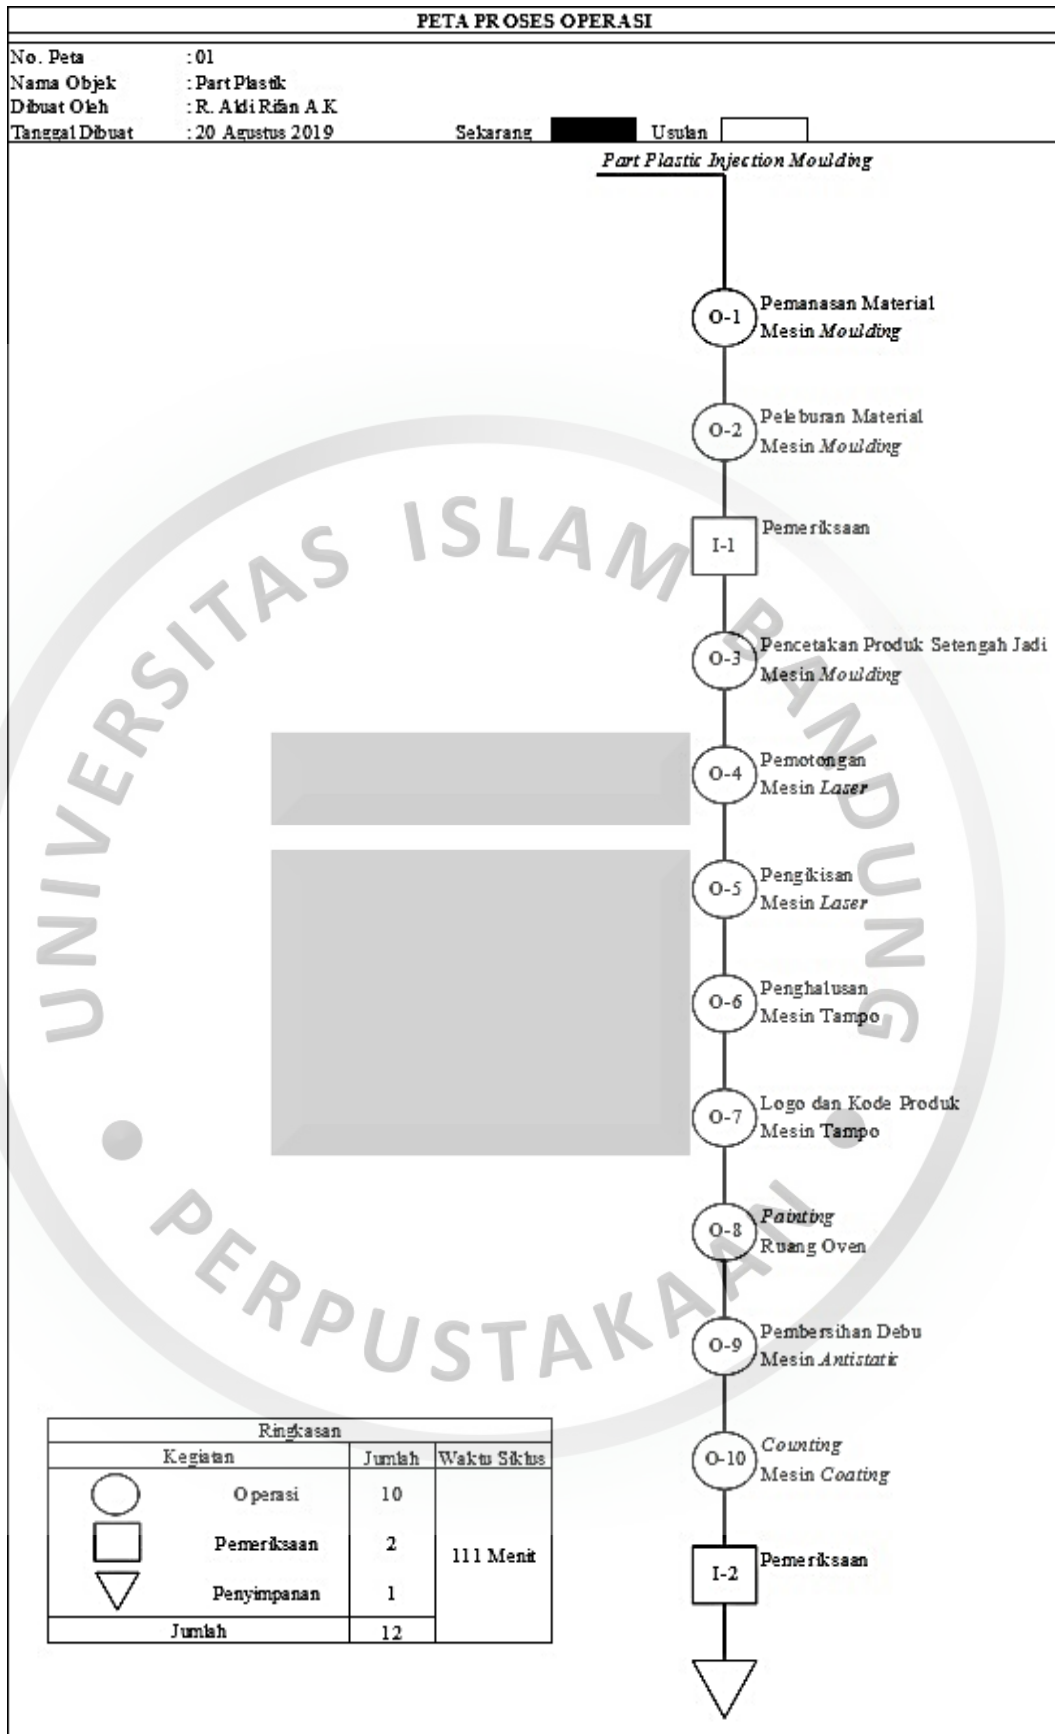 PETA PROSES OPERASI
No. Peta : 01
Nama Objek : Part Plastik
Dibuat Oleh : R. Aldi Rifan A.K
Tanggal Dibuat : 20 Agustus 2019 Sekarang Usulan
Part Plastic Injection Moulding
O-1 Pemanasan Material
Mesin Moulding
O-2 Peleburan Material
Mesin Moulding
I-1 Pemeriksaan
O-3 Pencetakan Produk Setengah Jadi
Mesin Moulding
O-4 Pemotongan
Mesin Laser
O-5 Pengikisan
Mesin Laser
O-6 Penghalusan
Mesin Tampo
O-7 Logo dan Kode Produk
Mesin Tampo
O-8 Painting
Ruang Oven
O-9 Pembersihan Debu
Mesin Antistatic
O-10 Counting
Mesin Coating
I-2 Pemeriksaan
Ringkasan
Kegiatan Jumlah Waktu Siklus
Operasi 10
Pemeriksaan 2
111 Menit
Penyimpanan 1
Jumlah 12
UNIVERSITAS ISLAM BANDUNG
PERPUSTAKAAN